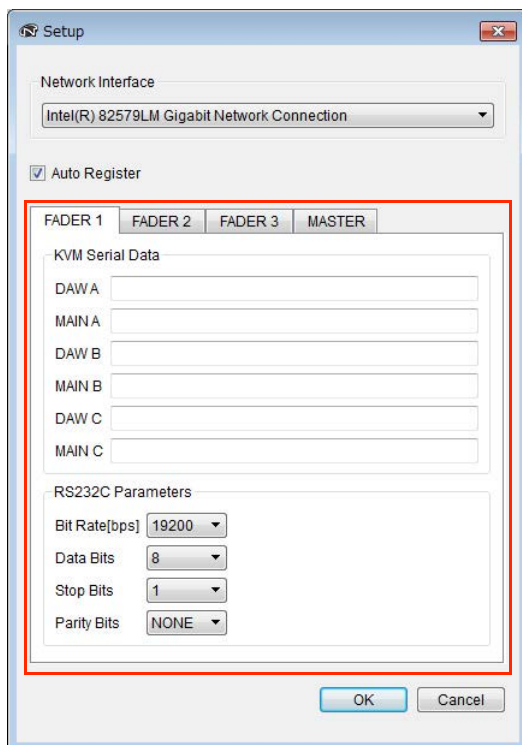 Setup
Network Interface
Intel(R) 82579LM Gigabit Network Connection
Auto Register
FADER 1 FADER 2 FADER 3 MASTER
KVM Serial Data
DAW A
MAIN A
DAW B
MAIN B
DAW C
MAIN C
RS232C Parameters
Bit Rate[bps] 19200
Data Bits 8
Stop Bits 1
Parity Bits NONE
OK Cancel